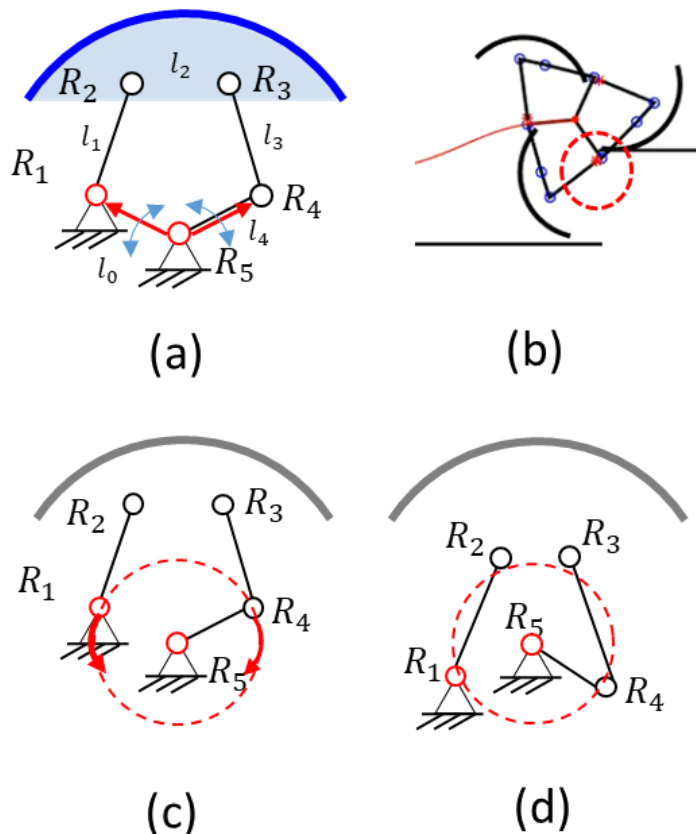 R₂ l₂ R₃
l₁ l₃
R₁
R₄
l₄
l₀ R₅
(a) (b)
R₂ R₃
R₁
R₄
R₅
R₂ R₃
R₅
R₁
R₄
(c) (d)